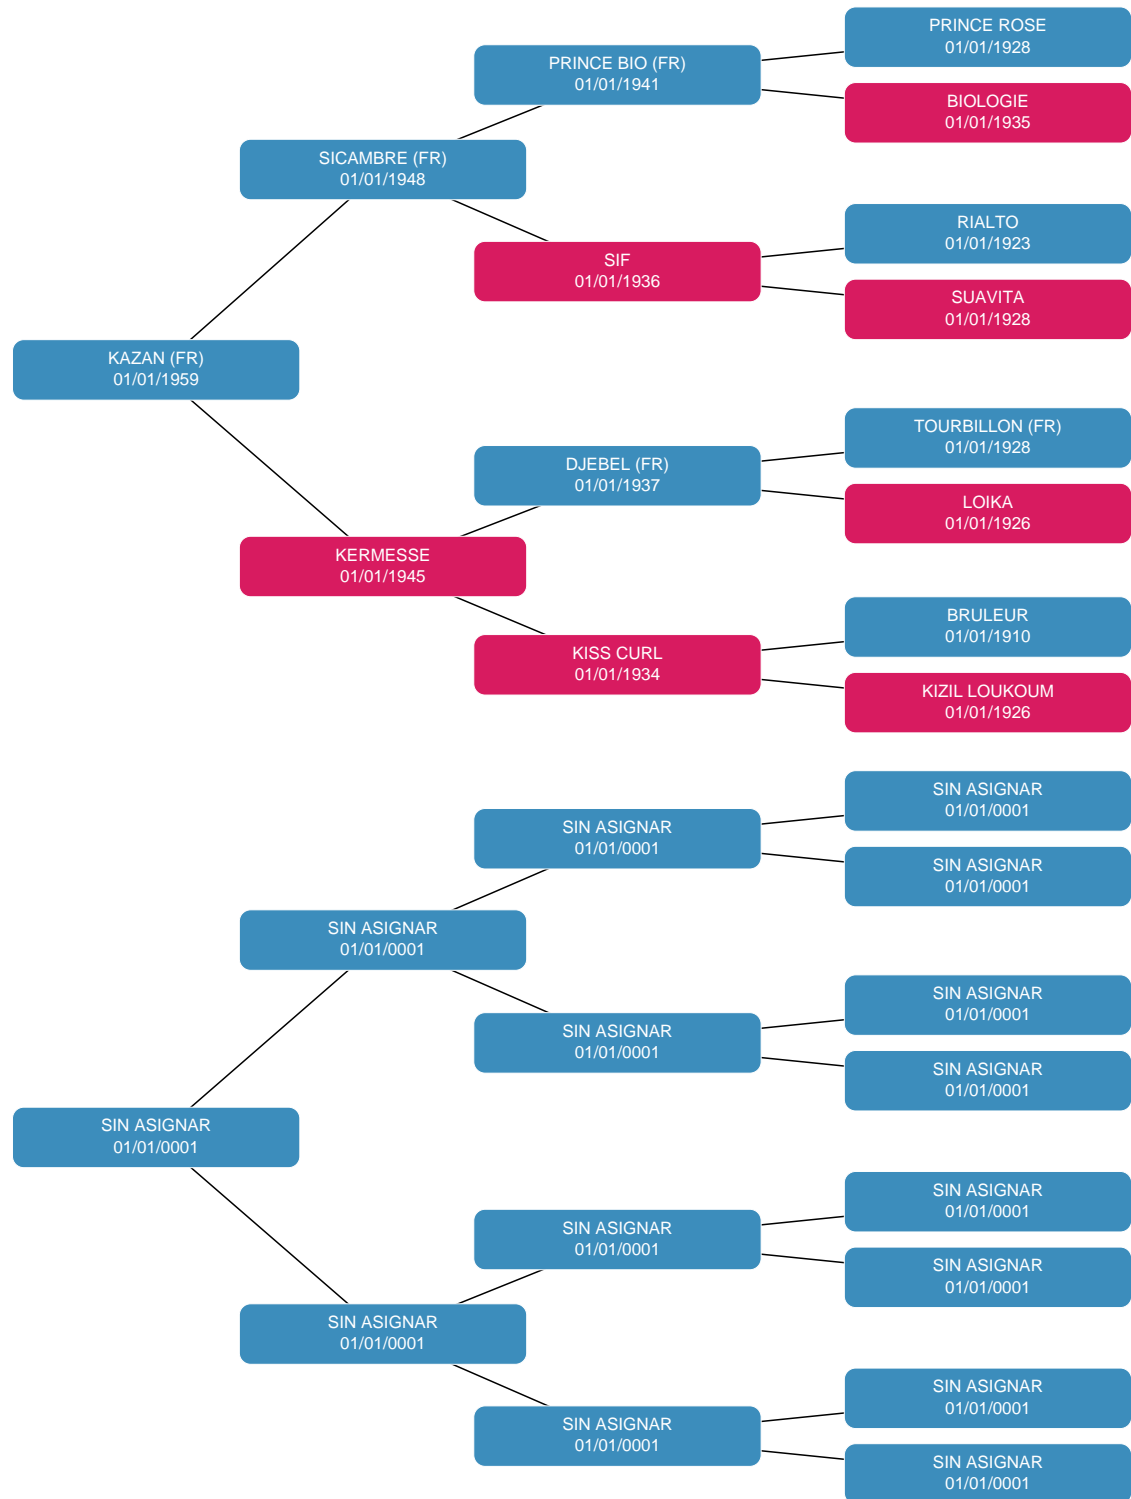 PRINCE ROSE
01/01/1928
PRINCE BIO (FR)
01/01/1941
BIOLOGIE
01/01/1935
SICAMBRE (FR)
01/01/1948
RIALTO
01/01/1923
SIF
01/01/1936
SUAVITA
01/01/1928
KAZAN (FR)
01/01/1959
TOURBILLON (FR)
01/01/1928
DJEBEL (FR)
01/01/1937
LOIKA
01/01/1926
KERMESSE
01/01/1945
BRULEUR
01/01/1910
KISS CURL
01/01/1934
KIZIL LOUKOUM
01/01/1926
SIN ASIGNAR
01/01/0001
SIN ASIGNAR
01/01/0001
SIN ASIGNAR
01/01/0001
SIN ASIGNAR
01/01/0001
SIN ASIGNAR
01/01/0001
SIN ASIGNAR
01/01/0001
SIN ASIGNAR
01/01/0001
SIN ASIGNAR
01/01/0001
SIN ASIGNAR
01/01/0001
SIN ASIGNAR
01/01/0001
SIN ASIGNAR
01/01/0001
SIN ASIGNAR
01/01/0001
SIN ASIGNAR
01/01/0001
SIN ASIGNAR
01/01/0001
SIN ASIGNAR
01/01/0001